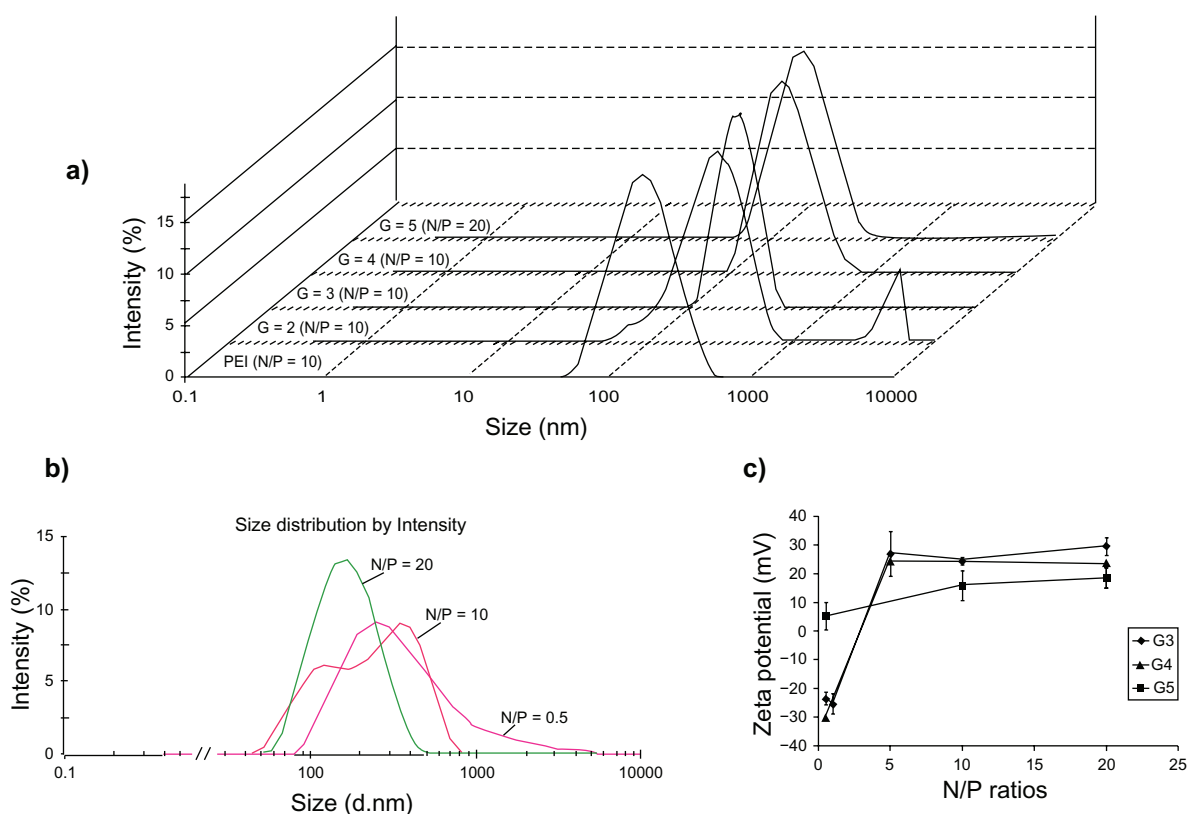 a)
Intensity (%)
15
10
5
0
G = 5 (N/P = 20)
G = 4 (N/P = 10)
G = 3 (N/P = 10)
G = 2 (N/P = 10)
PEI (N/P = 10)
0.1 1 10 100 1000 10000
Size (nm)
b)
Size distribution by Intensity
Intensity (%)
15
10
5
0
N/P = 20
N/P = 10
N/P = 0.5
0.1 // 100 1000 10000
Size (d.nm)
c)
Zeta potential (mV)
40
30
20
10
0
−10
−20
−30
−40
G3
G4
G5
0 5 10 15 20 25
N/P ratios